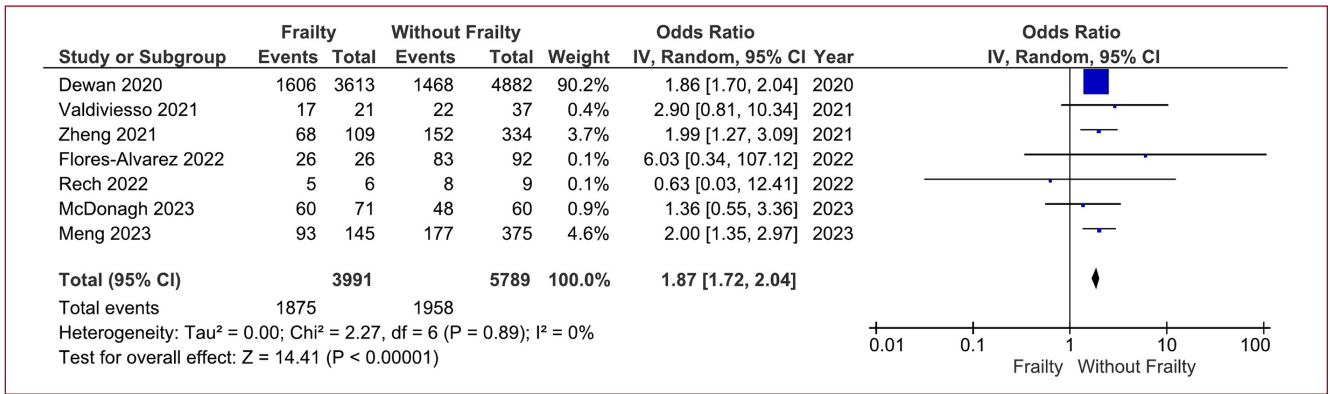 Frailty Without Frailty Odds Ratio Odds Ratio
Study or Subgroup Events Total Events Total Weight IV, Random, 95% CI Year IV, Random, 95% CI
Dewan 2020 1606 3613 1468 4882 90.2% 1.86 [1.70, 2.04] 2020
Valdiviesso 2021 17 21 22 37 0.4% 2.90 [0.81, 10.34] 2021
Zheng 2021 68 109 152 334 3.7% 1.99 [1.27, 3.09] 2021
Flores-Alvarez 2022 26 26 83 92 0.1% 6.03 [0.34, 107.12] 2022
Rech 2022 5 6 8 9 0.1% 0.63 [0.03, 12.41] 2022
McDonagh 2023 60 71 48 60 0.9% 1.36 [0.55, 3.36] 2023
Meng 2023 93 145 177 375 4.6% 2.00 [1.35, 2.97] 2023
Total (95% CI) 3991 5789 100.0% 1.87 [1.72, 2.04]
Total events 1875 1958
Heterogeneity: Tau² = 0.00; Chi² = 2.27, df = 6 (P = 0.89); I² = 0%
Test for overall effect: Z = 14.41 (P < 0.00001)
0.01 0.1 1 10 100
Frailty Without Frailty